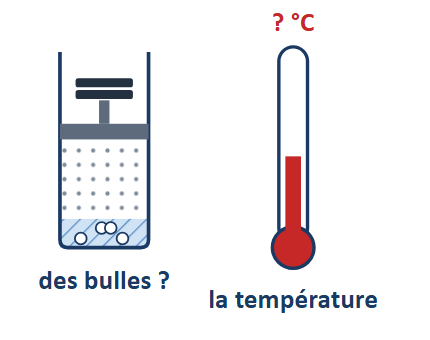 ? °C
des bulles ?
la température